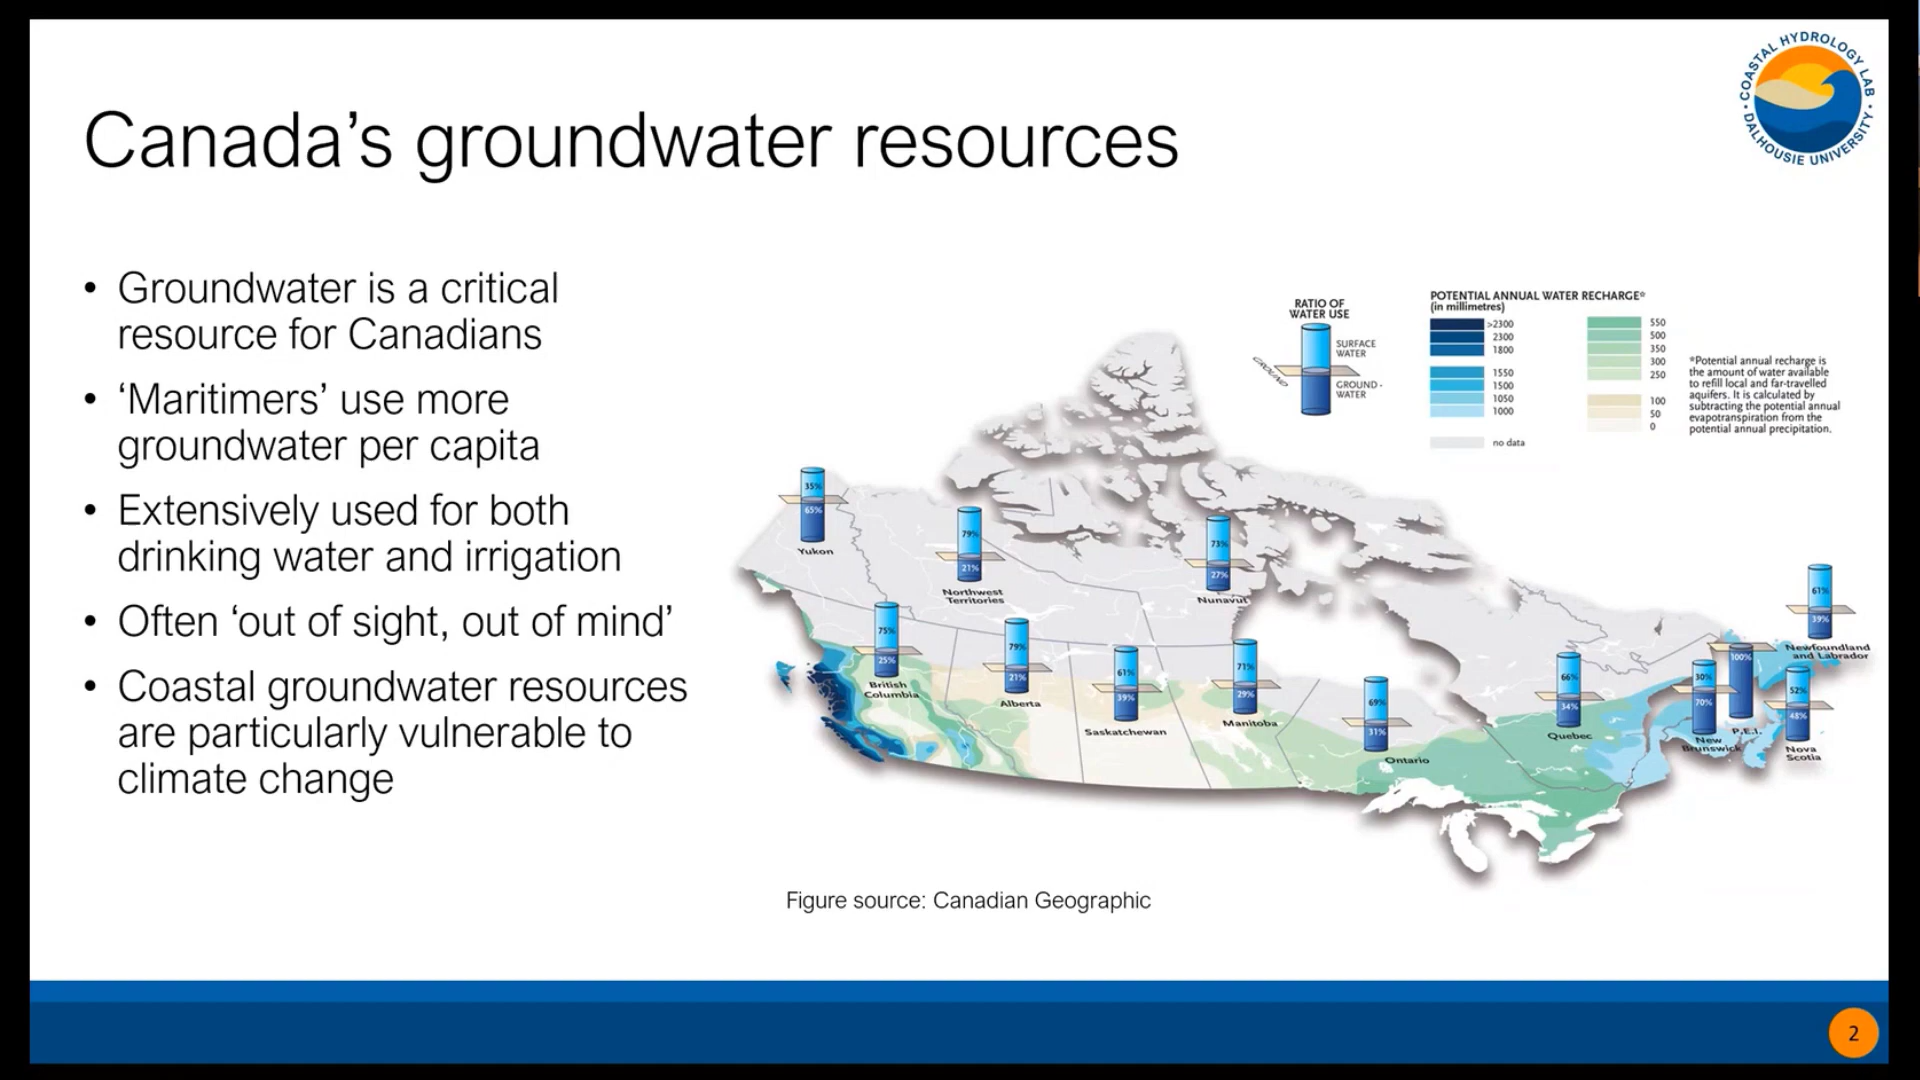 COASTAL HYDROLOGY LAB
DALHOUSIE UNIVERSITY
Canada’s groundwater resources
• Groundwater is a critical
resource for Canadians
• ‘Maritimers’ use more
groundwater per capita
• Extensively used for both
drinking water and irrigation
• Often ‘out of sight, out of mind’
• Coastal groundwater resources
are particularly vulnerable to
climate change
RATIO OF
WATER USE
SURFACE
WATER
GROUND
GROUND-
WATER
POTENTIAL ANNUAL WATER RECHARGE*
(in millimetres)
>2300
2300
1800
1550
1500
1050
1000
no data
550
500
350
300
250
100
50
0
*Potential annual recharge is
the amount of water available
to refill local and far-travelled
aquifers. It is calculated by
subtracting the potential annual
evapotranspiration from the
potential annual precipitation.
35%
65%
Yukon
79%
21%
Northwest
Territories
73%
27%
Nunavut
75%
25%
British
Columbia
79%
21%
Alberta
61%
39%
Saskatchewan
71%
29%
Manitoba
69%
31%
Ontario
66%
34%
Quebec
30%
70%
New
Brunswick
100%
P.E.I.
52%
48%
Nova
Scotia
61%
39%
Newfoundland
and Labrador
Figure source: Canadian Geographic
2